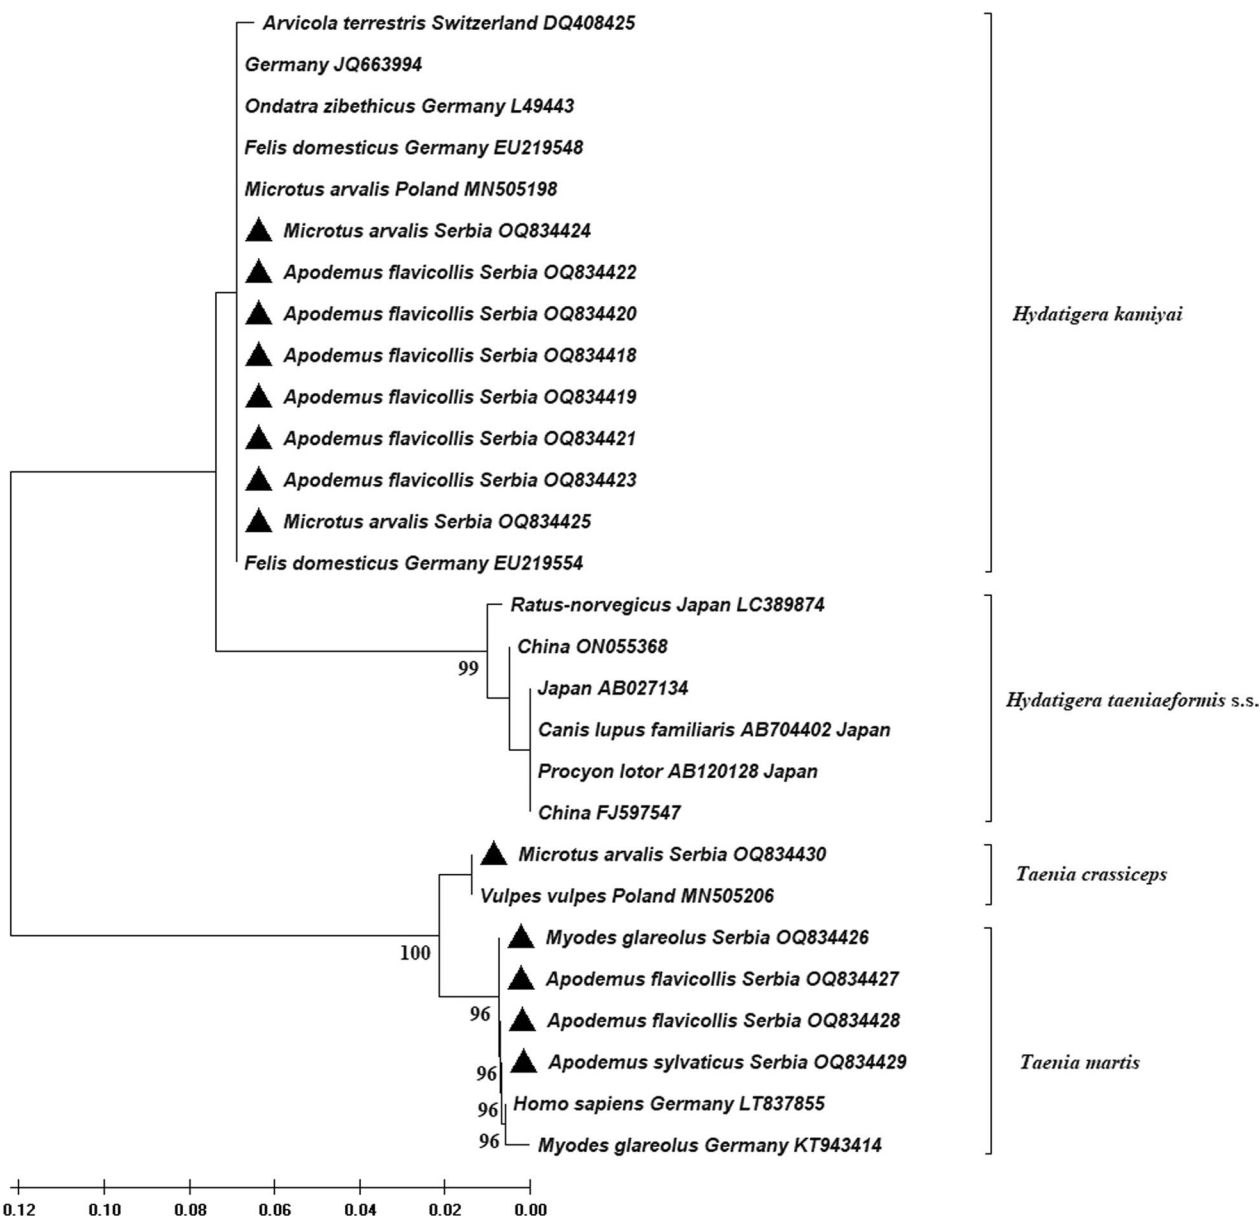 Arvicola terrestris Switzerland DQ408425
Germany JQ663994
Ondatra zibethicus Germany L49443
Felis domesticus Germany EU219548
Microtus arvalis Poland MN505198
Microtus arvalis Serbia OQ834424
Apodemus flavicollis Serbia OQ834422
Apodemus flavicollis Serbia OQ834420
Hydatigera kamiyai
Apodemus flavicollis Serbia OQ834418
Apodemus flavicollis Serbia OQ834419
Apodemus flavicollis Serbia OQ834421
Apodemus flavicollis Serbia OQ834423
Microtus arvalis Serbia OQ834425
Felis domesticus Germany EU219554
Ratus-norvegicus Japan LC389874
China ON055368
99
Japan AB027134
Hydatigera taeniaeformis s.s.
Canis lupus familiaris AB704402 Japan
Procyon lotor AB120128 Japan
China FJ597547
Microtus arvalis Serbia OQ834430
Taenia crassiceps
Vulpes vulpes Poland MN505206
Myodes glareolus Serbia OQ834426
100
Apodemus flavicollis Serbia OQ834427
96
Apodemus flavicollis Serbia OQ834428
Apodemus sylvaticus Serbia OQ834429
Taenia martis
96
Homo sapiens Germany LT837855
96
Myodes glareolus Germany KT943414
96
0.12 0.10 0.08 0.06 0.04 0.02 0.00